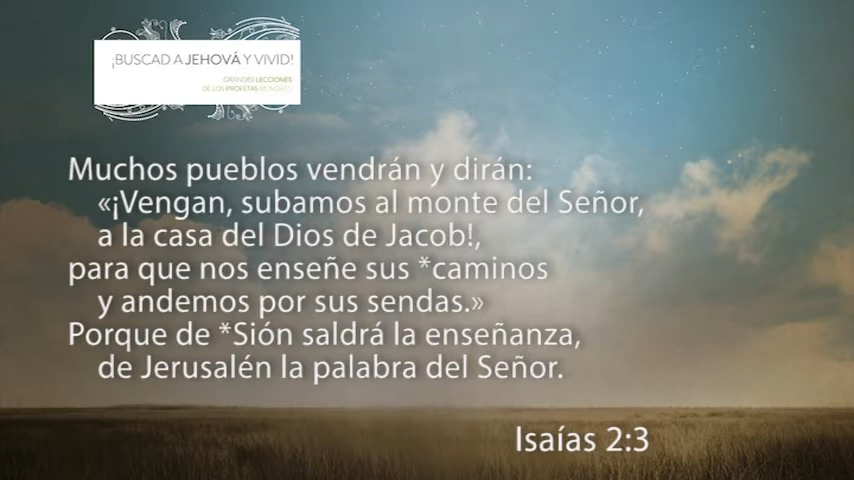 ¡BUSCAD A JEHOVÁ Y VIVID!
GRANDES LECCIONES
DE LOS PROFETAS MENORES
Muchos pueblos vendrán y dirán:
«¡Vengan, subamos al monte del Señor,
a la casa del Dios de Jacob!,
para que nos enseñe sus *caminos
y andemos por sus sendas.»
Porque de *Sión saldrá la enseñanza,
de Jerusalén la palabra del Señor.
Isaías 2:3